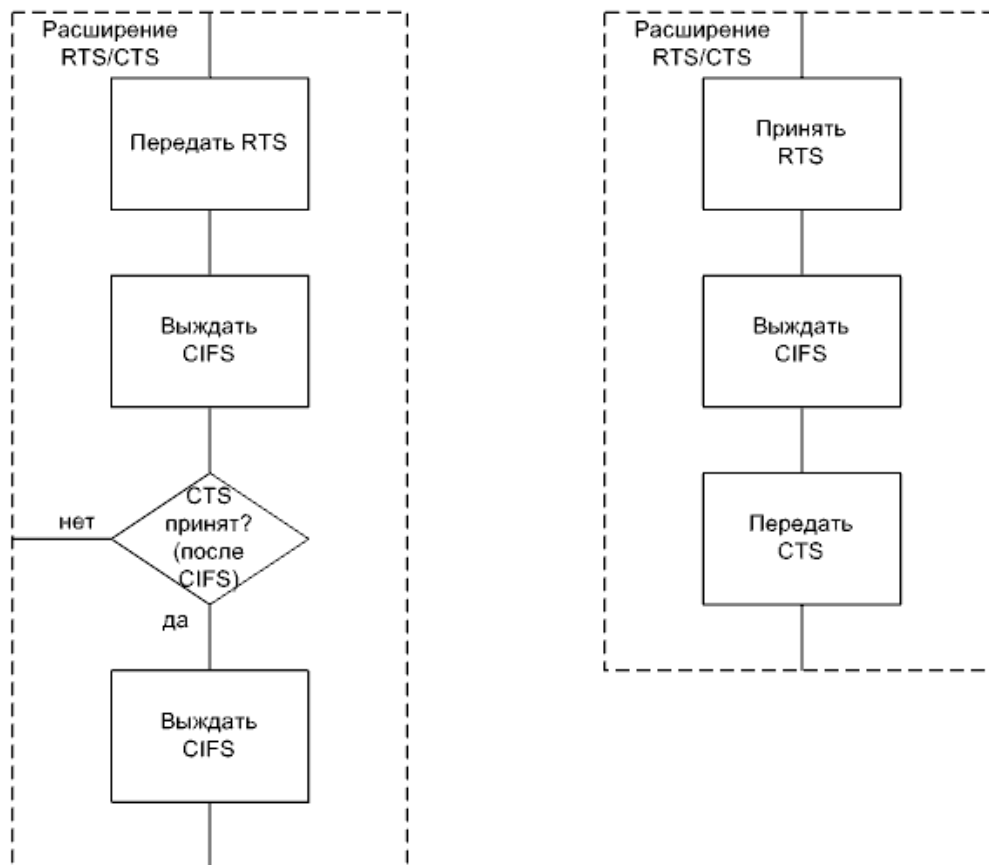 Расширение
RTS/CTS
Передать RTS
Выждать
CIFS
CTS
принят?
(после
CIFS)
нет
да
Выждать
CIFS
Расширение
RTS/CTS
Принять
RTS
Выждать
CIFS
Передать
CTS